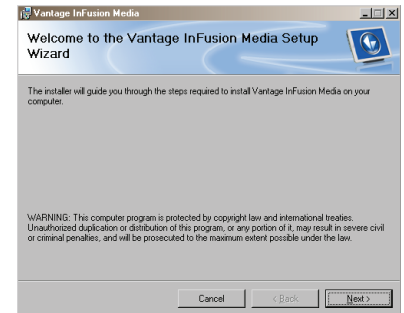 Vantage InFusion Media
Welcome to the Vantage InFusion Media Setup
Wizard
The installer will guide you through the steps required to install Vantage InFusion Media on your
computer.
WARNING: This computer program is protected by copyright law and international treaties.
Unauthorized duplication or distribution of this program, or any portion of it, may result in severe civil
or criminal penalties, and will be prosecuted to the maximum extent possible under the law.
Cancel
< Back
Next >